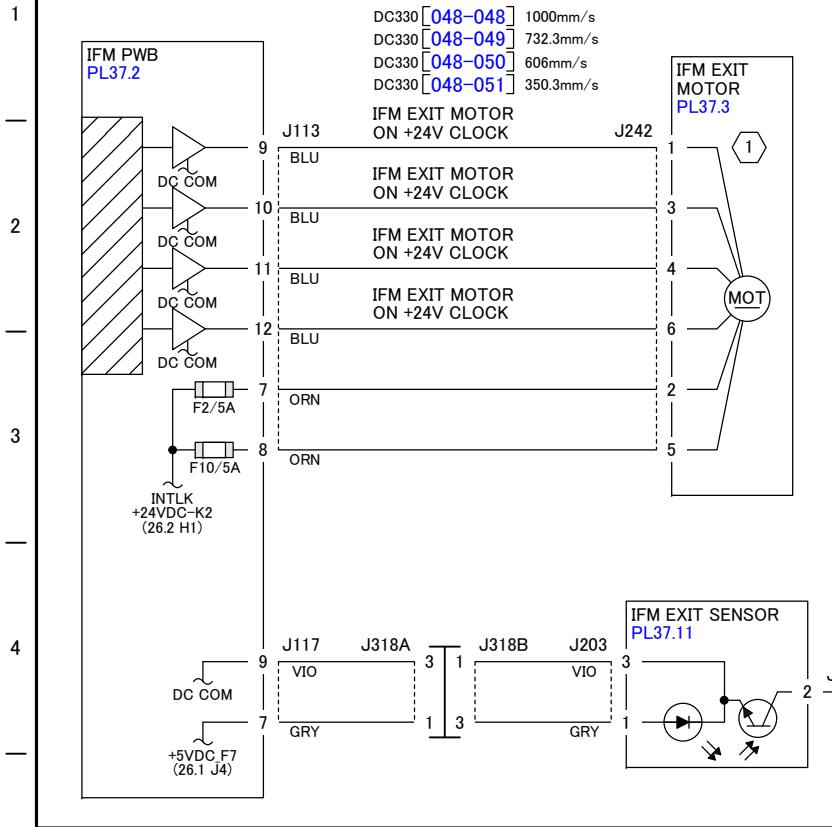 1
2
3
4
DC330 [048-048] 1000mm/s
DC330 [048-049] 732.3mm/s
DC330 [048-050] 606mm/s
DC330 [048-051] 350.3mm/s
IFM PWB
PL37.2
IFM EXIT
MOTOR
PL37.3
J113
J242
IFM EXIT MOTOR
ON +24V CLOCK
9
BLU
1
1
DC COM
IFM EXIT MOTOR
ON +24V CLOCK
10
BLU
3
DC COM
IFM EXIT MOTOR
ON +24V CLOCK
11
BLU
4
DC COM
MOT
IFM EXIT MOTOR
ON +24V CLOCK
12
BLU
6
DC COM
7
ORN
2
F2/5A
8
ORN
5
F10/5A
INTLK
+24VDC-K2
(26.2 H1)
IFM EXIT SENSOR
PL37.11
J117
J318A
J318B
J203
9
VIO
3
1
VIO
3
DC COM
2
J
7
GRY
1
3
GRY
1
+5VDC_F7
(26.1 J4)